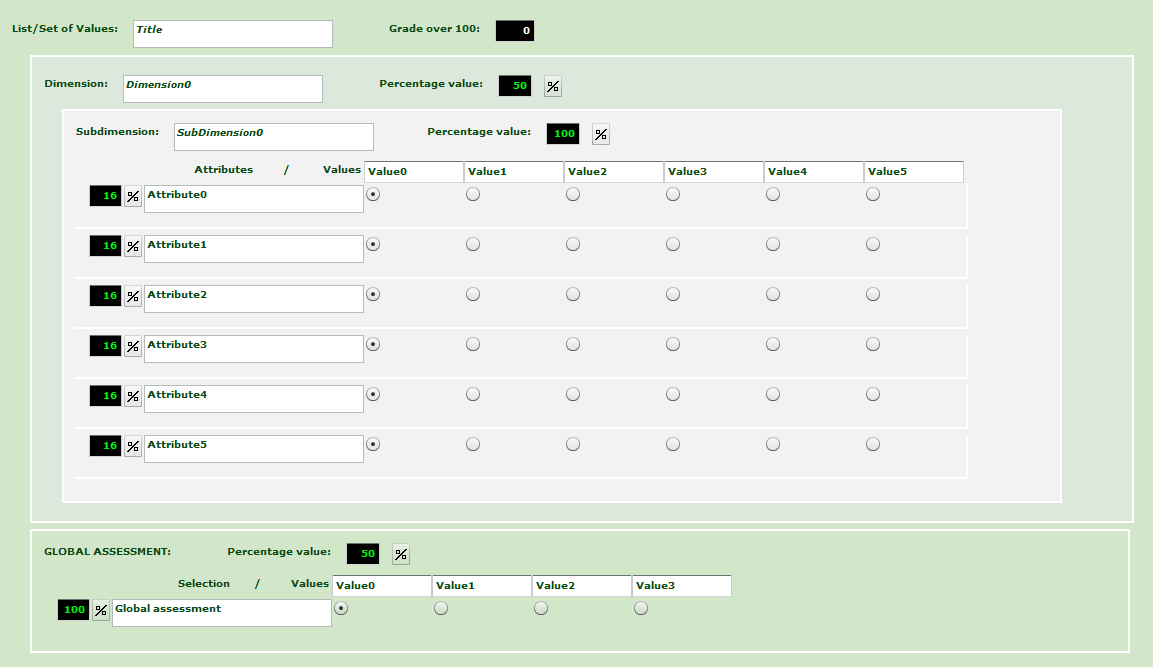 List/Set of Values: Title Grade over 100: 0
Dimension: Dimension0 Percentage value: 50 %
Subdimension: SubDimension0 Percentage value: 100 %
Attributes / Values Value0 Value1 Value2 Value3 Value4 Value5
16 % Attribute0
16 % Attribute1
16 % Attribute2
16 % Attribute3
16 % Attribute4
16 % Attribute5
GLOBAL ASSESSMENT: Percentage value: 50 %
Selection / Values Value0 Value1 Value2 Value3
100 % Global assessment